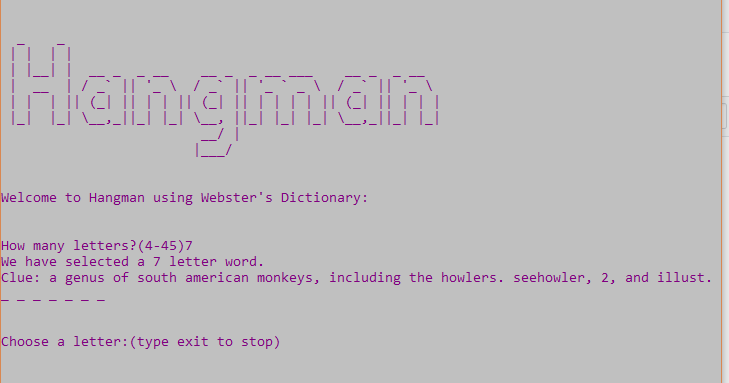 Hangman
Welcome to Hangman using Webster's Dictionary:
How many letters?(4-45)7
We have selected a 7 letter word.
Clue: a genus of south american monkeys, including the howlers. seehowler, 2, and illust.
_ _ _ _ _ _ _
Choose a letter:(type exit to stop)